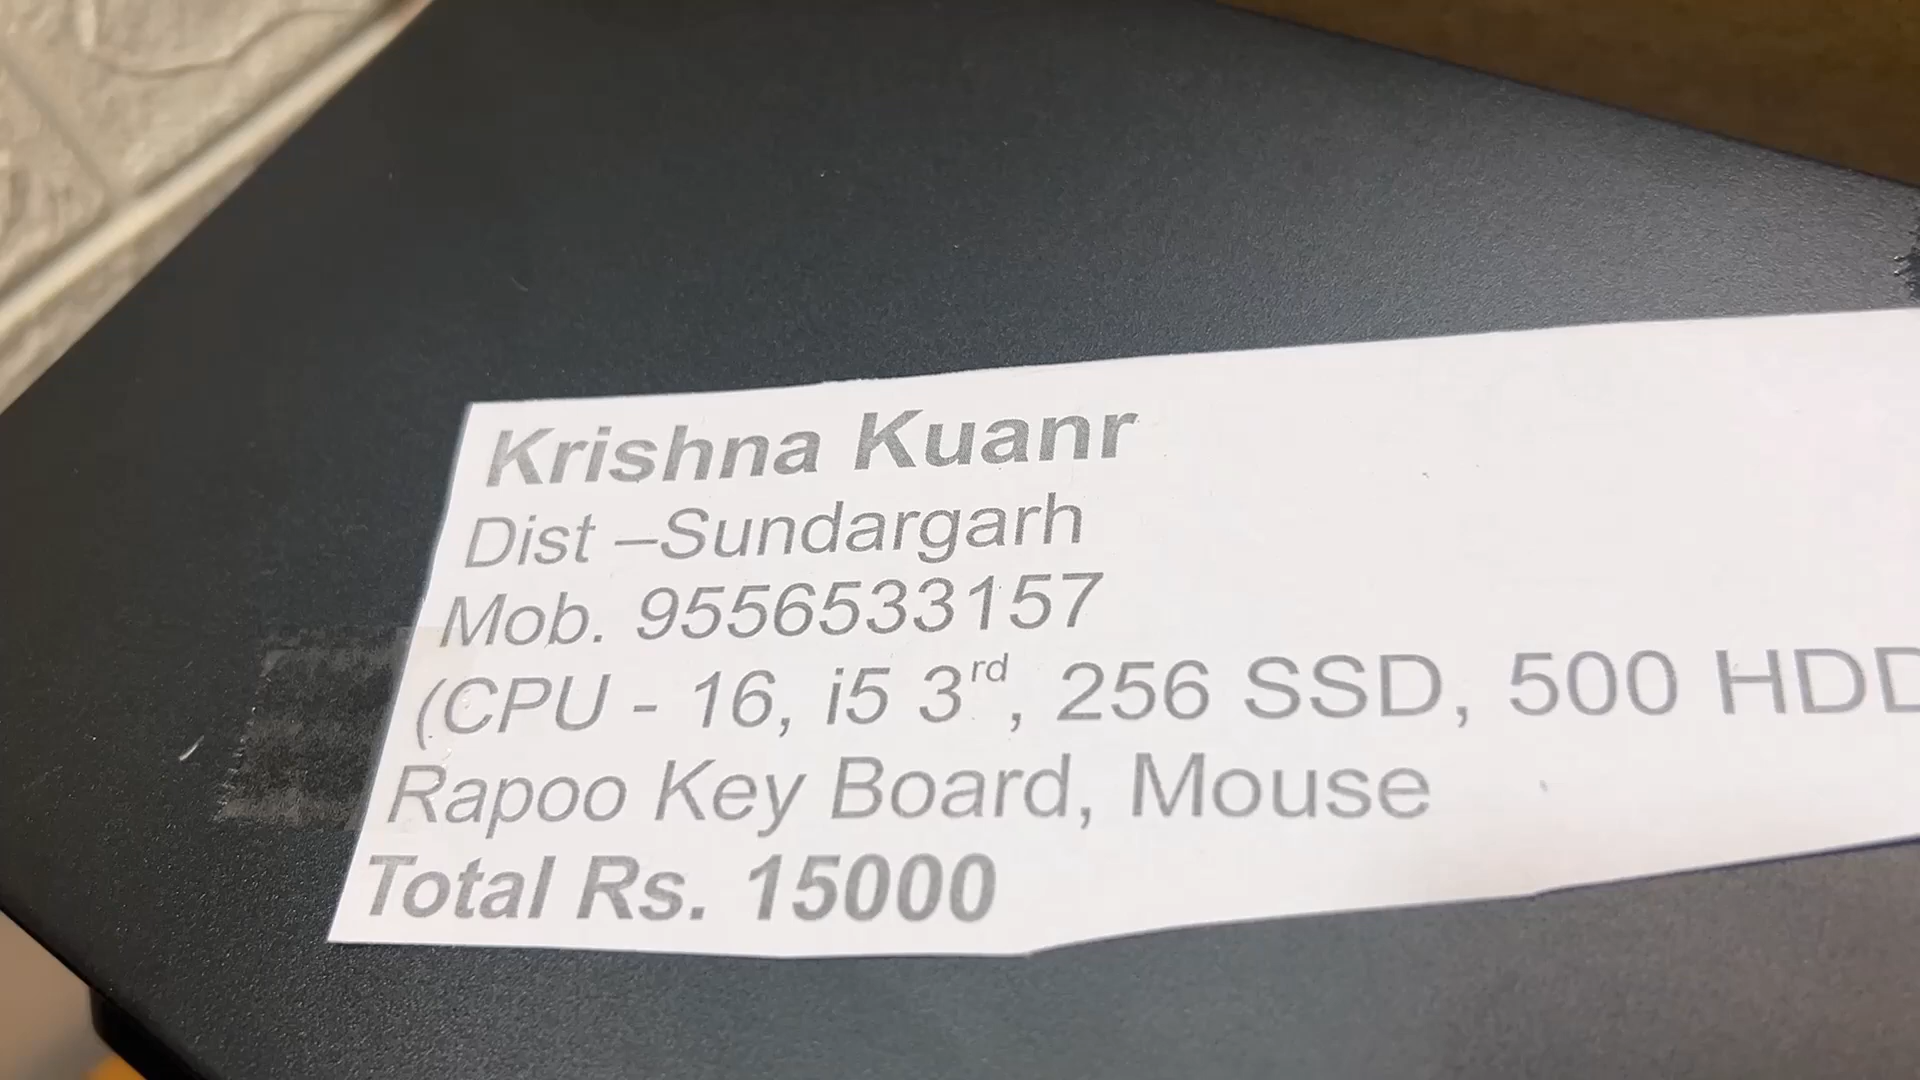 Krishna Kuanr
Dist –Sundargarh
Mob. 9556533157
(CPU - 16, i5 3rd, 256 SSD, 500 HDD
Rapoo Key Board, Mouse
Total Rs. 15000